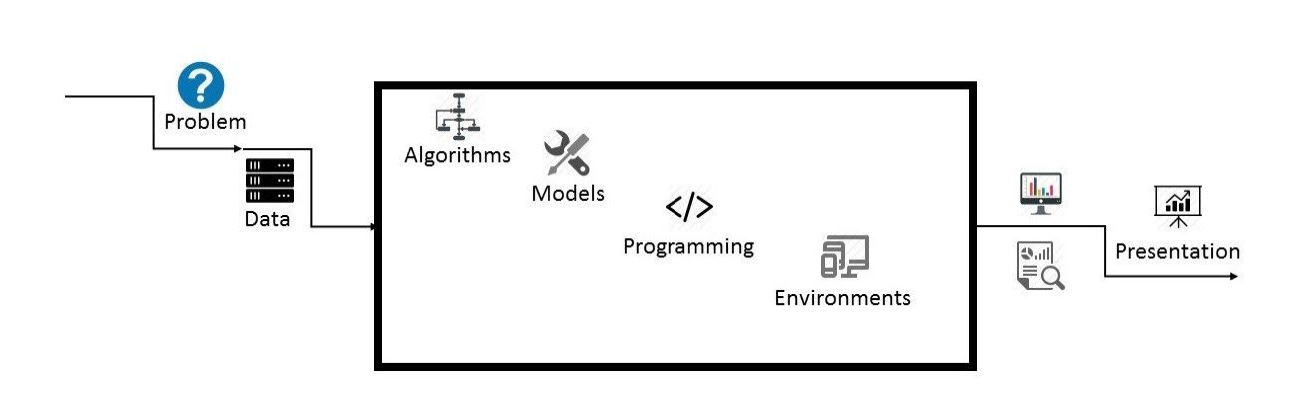 ?
Problem
Data
Algorithms
Models
</>
Programming
Environments
Presentation